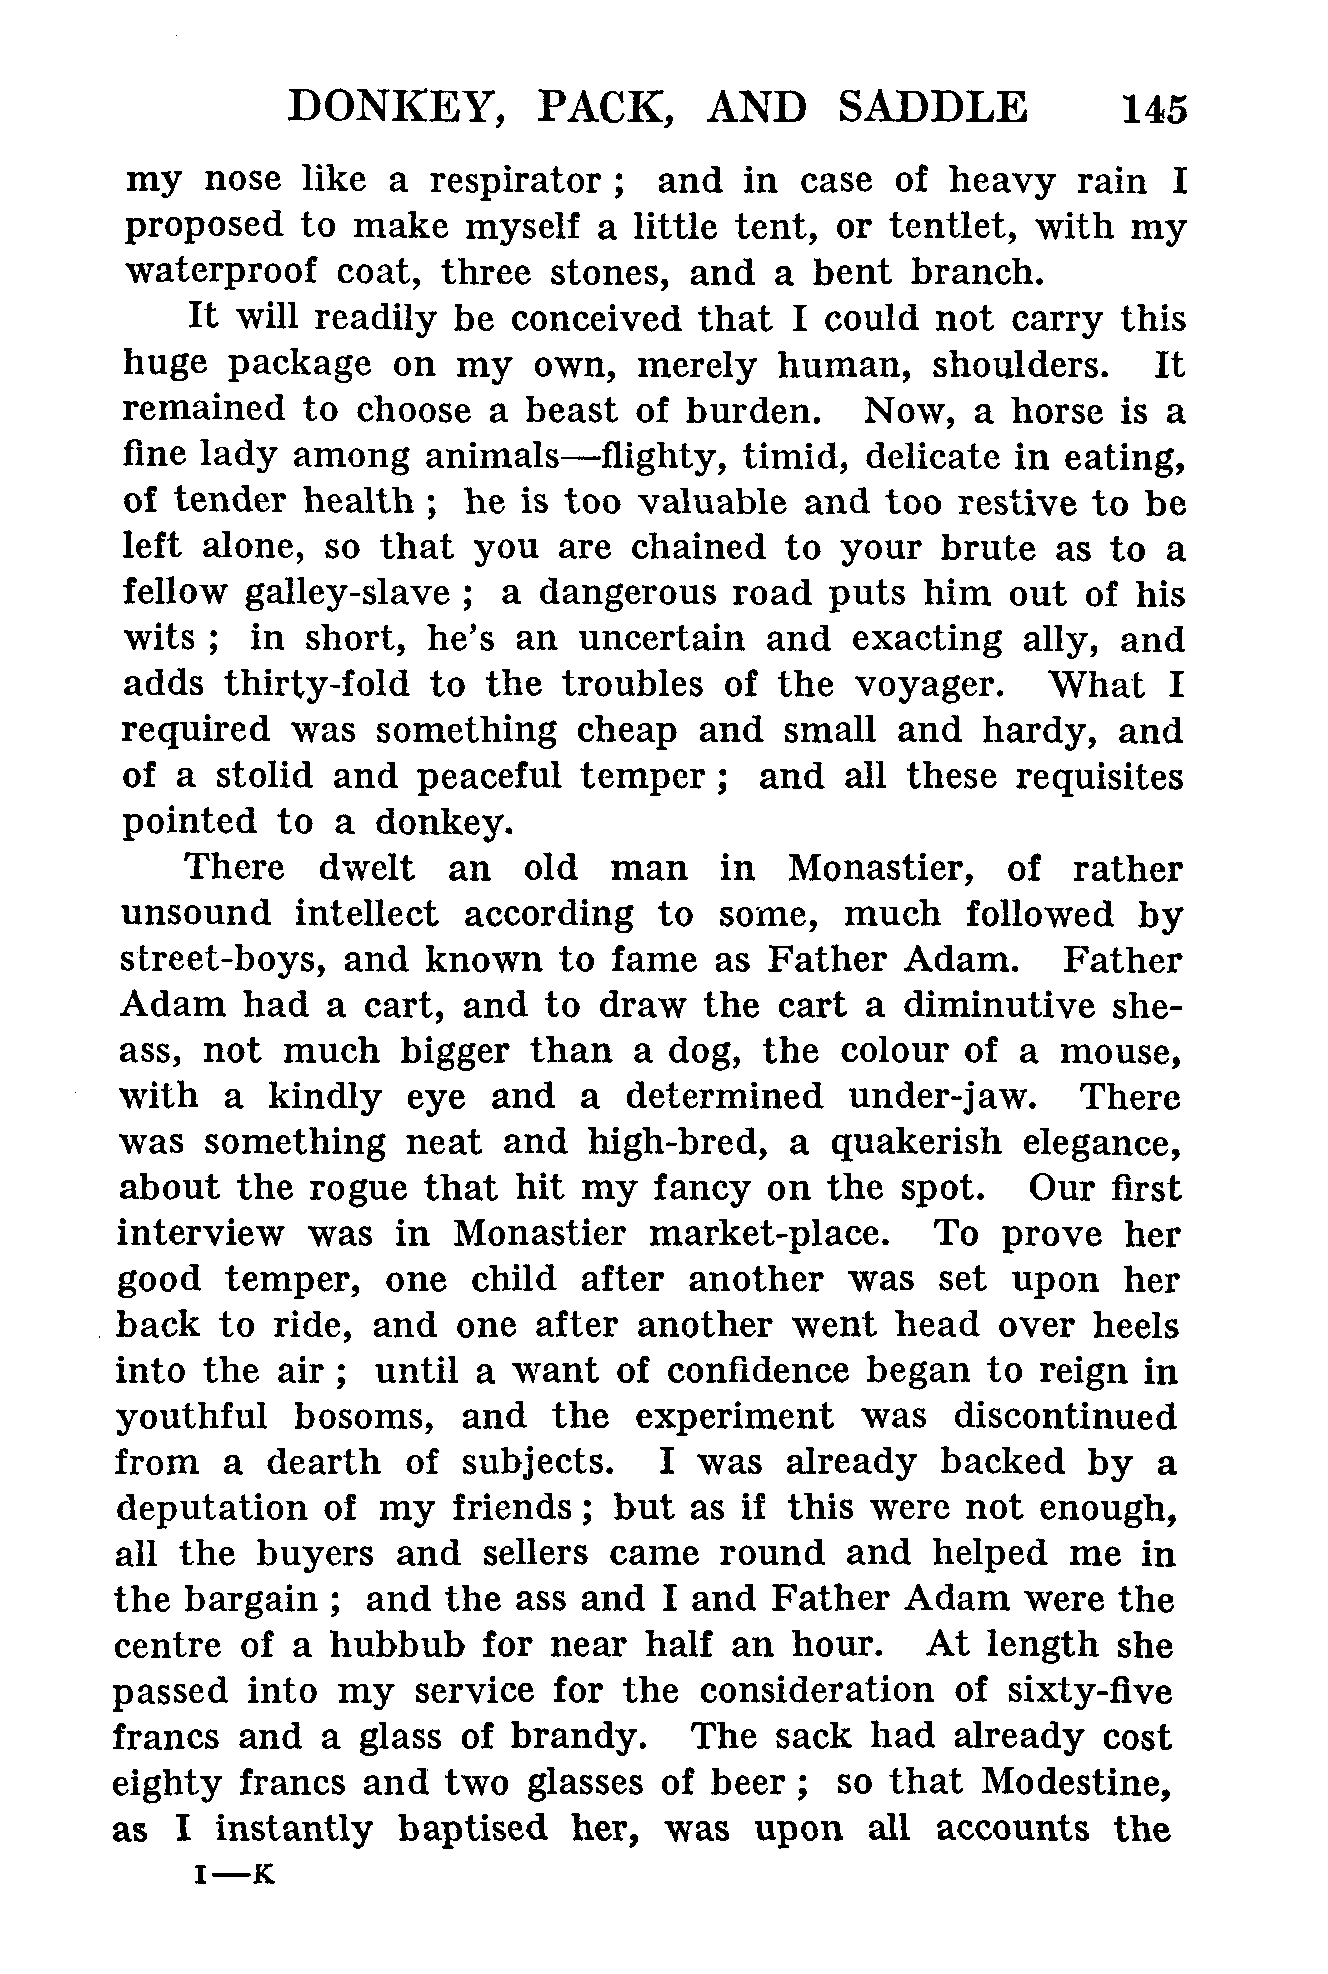 DONKEY, PACK, AND SADDLE 145
my nose like a respirator ; and in case of heavy rain I
proposed to make myself a little tent, or tentlet, with my
waterproof coat, three stones, and a bent branch.
It will readily be conceived that I could not carry this
huge package on my own, merely human, shoulders. It
remained to choose a beast of burden. Now, a horse is a
fine lady among animals—flighty, timid, delicate in eating,
of tender health ; he is too valuable and too restive to be
left alone, so that you are chained to your brute as to a
fellow galley-slave ; a dangerous road puts him out of his
wits ; in short, he's an uncertain and exacting ally, and
adds thirty-fold to the troubles of the voyager. What I
required was something cheap and small and hardy, and
of a stolid and peaceful temper ; and all these requisites
pointed to a donkey.
There dwelt an old man in Monastier, of rather
unsound intellect according to some, much followed by
street-boys, and known to fame as Father Adam. Father
Adam had a cart, and to draw the cart a diminutive she-
ass, not much bigger than a dog, the colour of a mouse,
with a kindly eye and a determined under-jaw. There
was something neat and high-bred, a quakerish elegance,
about the rogue that hit my fancy on the spot. Our first
interview was in Monastier market-place. To prove her
good temper, one child after another was set upon her
back to ride, and one after another went head over heels
into the air ; until a want of confidence began to reign in
youthful bosoms, and the experiment was discontinued
from a dearth of subjects. I was already backed by a
deputation of my friends ; but as if this were not enough,
all the buyers and sellers came round and helped me in
the bargain ; and the ass and I and Father Adam were the
centre of a hubbub for near half an hour. At length she
passed into my service for the consideration of sixty-five
francs and a glass of brandy. The sack had already cost
eighty francs and two glasses of beer ; so that Modestine,
as I instantly baptised her, was upon all accounts the
I—K